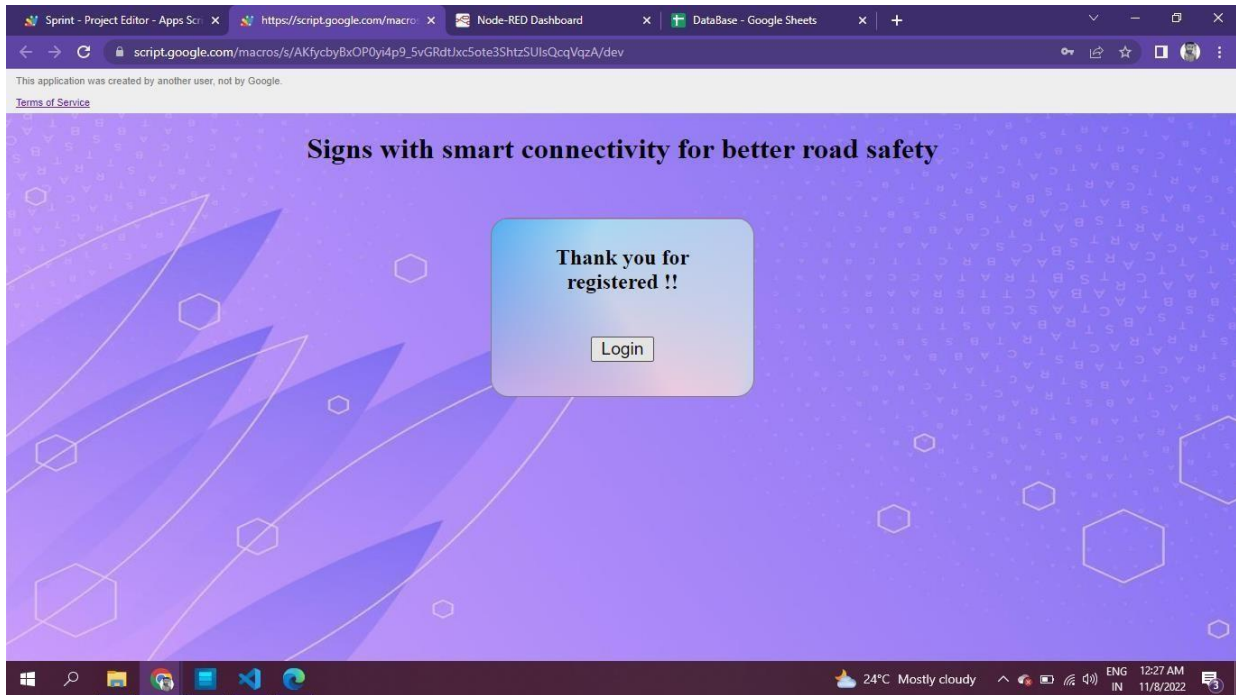 Sprint - Project Editor - Apps Scri
https://script.google.com/macro
Node-RED Dashboard
DataBase - Google Sheets
script.google.com/macros/s/AKfycbyBxOP0yi4p9_5vGRdtJxc5ote3ShtzSUIsQcqVqzA/dev
This application was created by another user, not by Google.
Terms of Service
Signs with smart connectivity for better road safety
Thank you for
registered !!
Login
24°C Mostly cloudy
ENG
IN
12:27 AM
11/8/2022
3